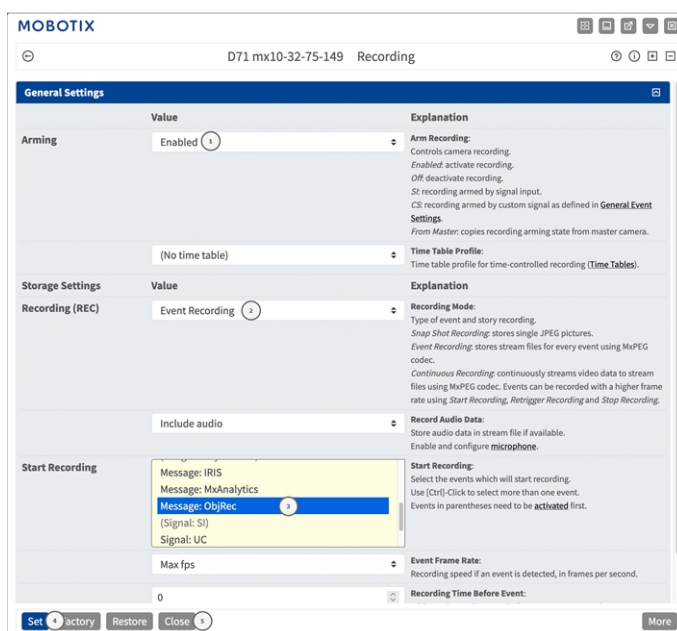 MOBOTIX
D71 mx10-32-75-149 Recording
General Settings
Value Explanation
Arming Enabled 1 Arm Recording:
Controls camera recording.
Enabled: activate recording.
Off: deactivate recording.
SI: recording armed by signal input.
CS: recording armed by custom signal as defined in General Event
Settings.
From Master: copies recording arming state from master camera.
(No time table) Time Table Profile:
Time table profile for time-controlled recording (Time Tables).
Storage Settings Value Explanation
Recording (REC) Event Recording 2 Recording Mode:
Type of event and story recording.
Snap Shot Recording: stores single JPEG pictures.
Event Recording: stores stream files for every event using MxPEG
codec.
Continuous Recording: continuously streams video data to stream
files using MxPEG codec. Events can be recorded with a higher frame
rate using Start Recording, Retrigger Recording and Stop Recording.
Include audio Record Audio Data:
Store audio data in stream file if available.
Enable and configure microphone.
Start Recording Start Recording:
Message: IRIS Select the events which will start recording.
Message: MxAnalytics Use [Ctrl]-Click to select more than one event.
Message: ObjRec 3 Events in parentheses need to be activated first.
(Signal: SI)
Signal: UC
Max fps Event Frame Rate:
Recording speed if an event is detected, in frames per second.
0 Recording Time Before Event:
Set 4 actory Restore Close 5 More